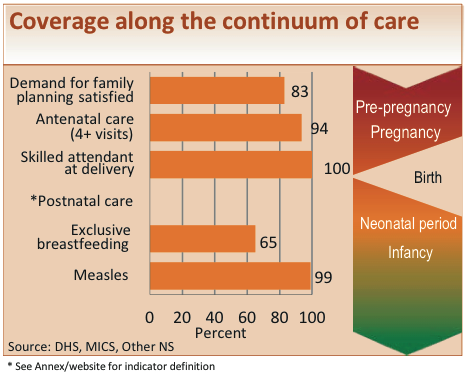 Coverage along the continuum of care
Demand for family
planning satisfied
83
Antenatal care
(4+ visits)
94
Skilled attendant
at delivery
100
*Postnatal care
Exclusive
breastfeeding
65
Measles
99
0 20 40 60 80 100
Percent
Pre-pregnancy
Pregnancy
Birth
Neonatal period
Infancy
Source: DHS, MICS, Other NS
* See Annex/website for indicator definition